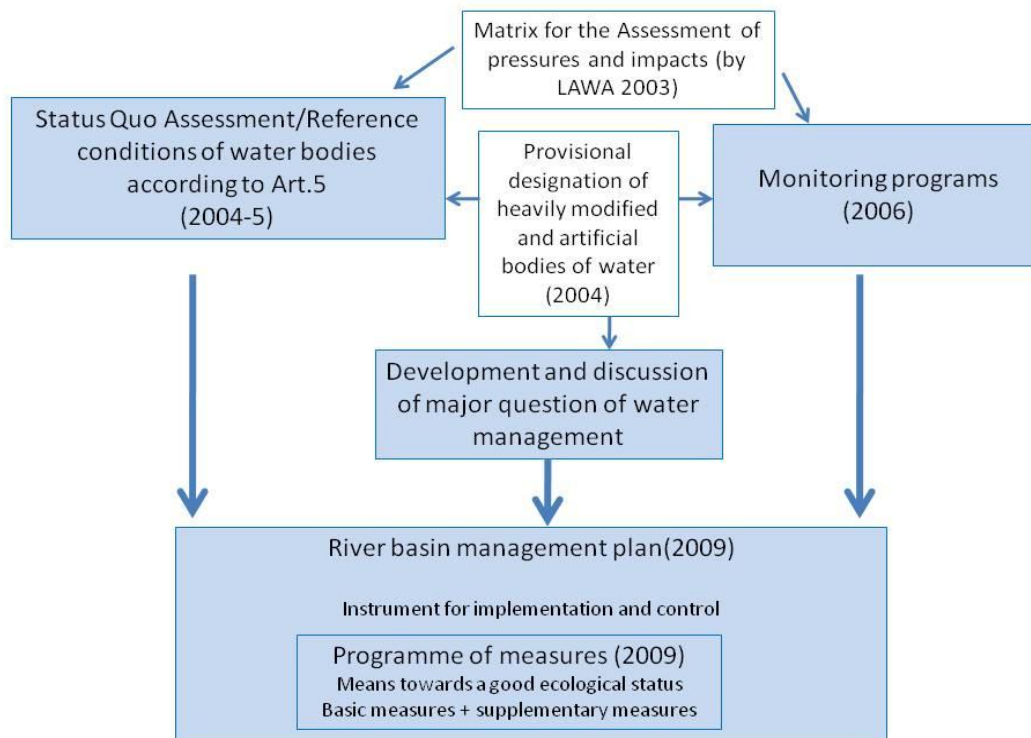 Matrix for the Assessment of
pressures and impacts (by
LAWA 2003)
Status Quo Assessment/Reference
conditions of water bodies
according to Art.5
(2004-5)
Provisional
designation of
heavily modified
and artificial
bodies of water
(2004)
Monitoring programs
(2006)
Development and discussion
of major question of water
management
River basin management plan(2009)
Instrument for implementation and control
Programme of measures (2009)
Means towards a good ecological status
Basic measures + supplementary measures